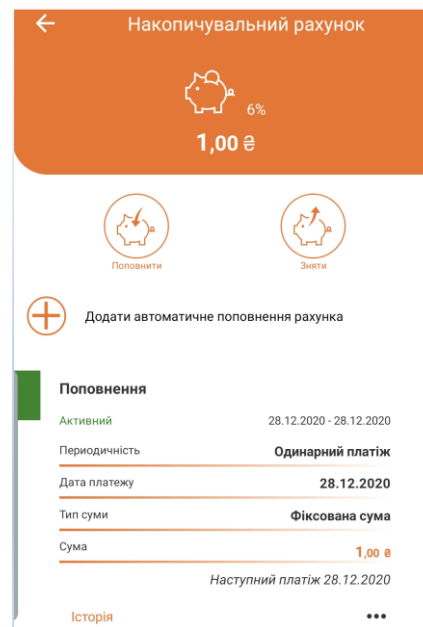 Накопичувальний рахунок
6%
1,00 ₴
Поповнити
Зняти
Додати автоматичне поповнення рахунка
Поповнення
Активний 28.12.2020 - 28.12.2020
Періодичність Одинарний платіж
Дата платежу 28.12.2020
Тип суми Фіксована сума
Сума 1,00 ₴
Наступний платіж 28.12.2020
Історія